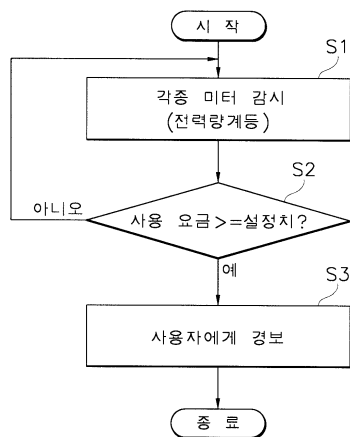 시 작
S1
각종 미터 감시
(전력량계등)
S2
아니오
사용 요금>=설정치?
예
S3
사용자에게 경보
종 료